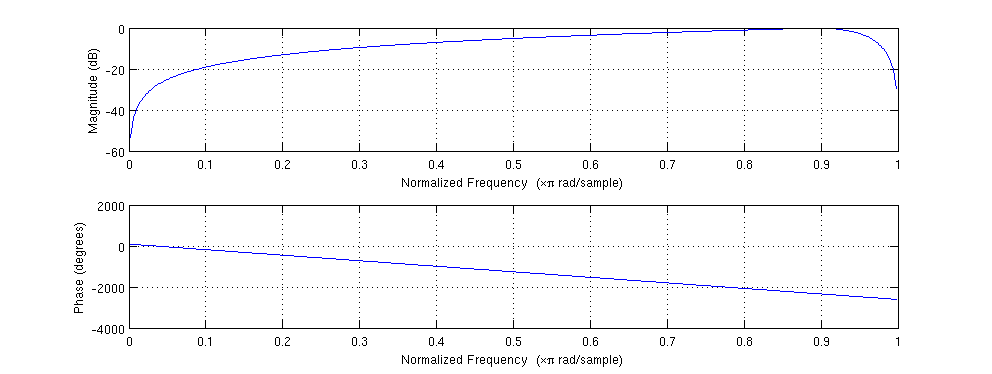 0
-20
-40
-60
Magnitude (dB)
0 0.1 0.2 0.3 0.4 0.5 0.6 0.7 0.8 0.9 1
Normalized Frequency (×π rad/sample)
2000
0
-2000
-4000
Phase (degrees)
0 0.1 0.2 0.3 0.4 0.5 0.6 0.7 0.8 0.9 1
Normalized Frequency (×π rad/sample)